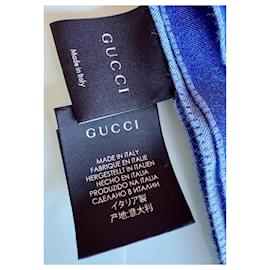 GUCCI
Made in Italy
GUCCI
MADE IN ITALY
FABRIQUÉ EN ITALIE
HERGESTELLT IN ITALIEN
HECHO EN ITALIA
PRODUZIDO NA ITALIA
СДЕЛАНО В ИТАЛИИ
イタリア製
产地:意大利